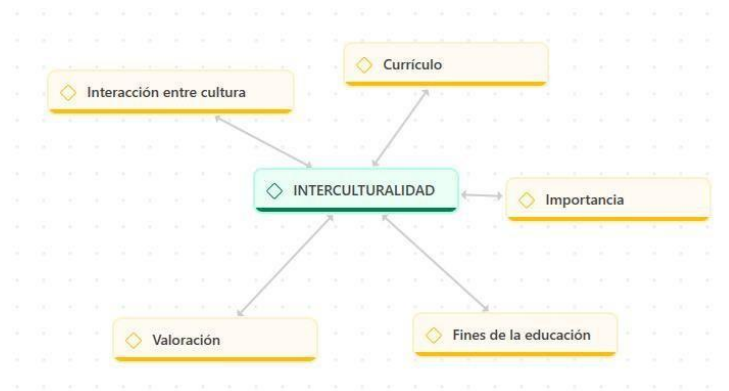 Currículo
Interacción entre cultura
INTERCULTURALIDAD
Importancia
Valoración
Fines de la educación